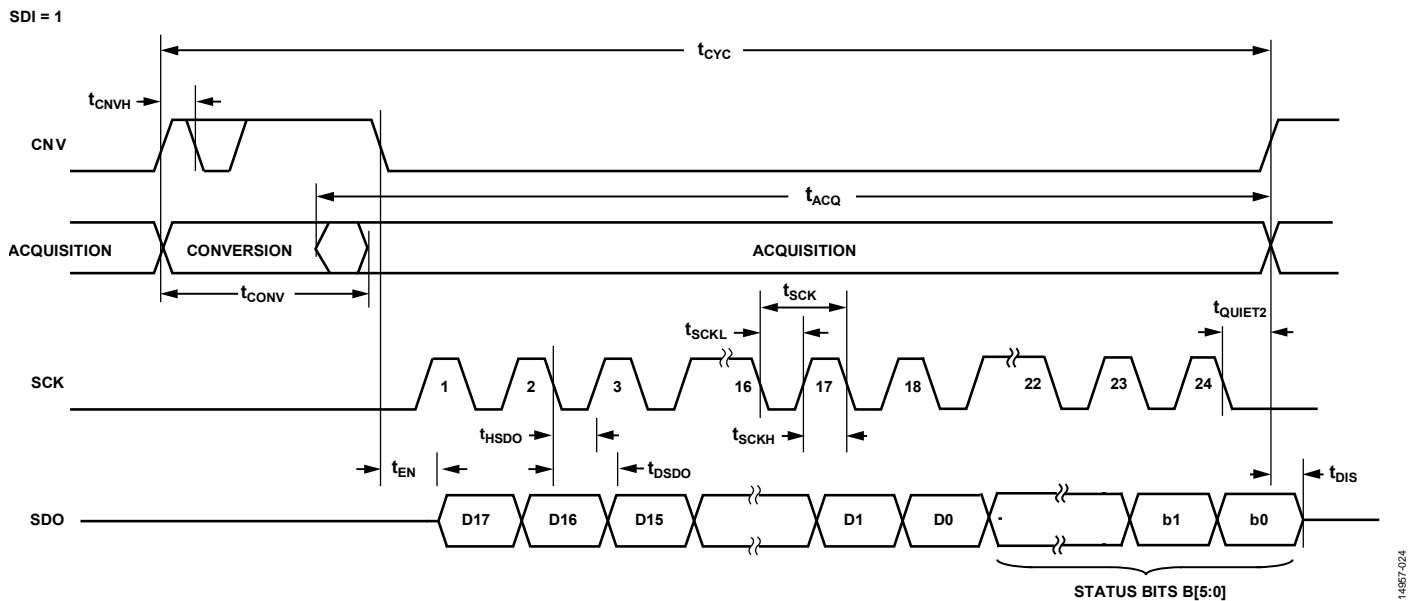 SDI = 1
tCYC
tCNVH
CNV
tACQ
ACQUISITION
CONVERSION
ACQUISITION
tCONV
tSCK
tQUIET2
tSCKL
SCK
1
2
3
16
17
18
22
23
24
tHSDO
tSCKH
tEN
tDSDO
tDIS
SDO
D17
D16
D15
D1
D0
b1
b0
STATUS BITS B[5:0]
14957-024